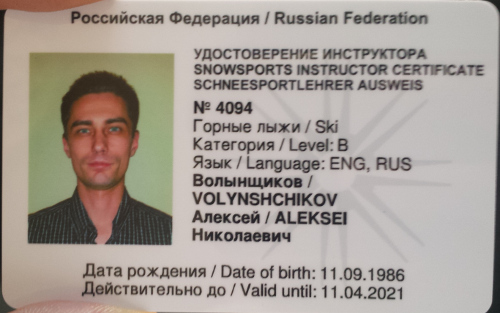 Российская Федерация / Russian Federation
УДОСТОВЕРЕНИЕ ИНСТРУКТОРА
SNOWSPORTS INSTRUCTOR CERTIFICATE
SCHNEESPORTLEHRER AUSWEIS
№ 4094
Горные лыжи / Ski
Категория / Level: B
Язык / Language: ENG, RUS
Волынщиков /
VOLYNSHCHIKOV
Алексей / ALEKSEI
Николаевич
Дата рождения / Date of birth: 11.09.1986
Действительно до / Valid until: 11.04.2021